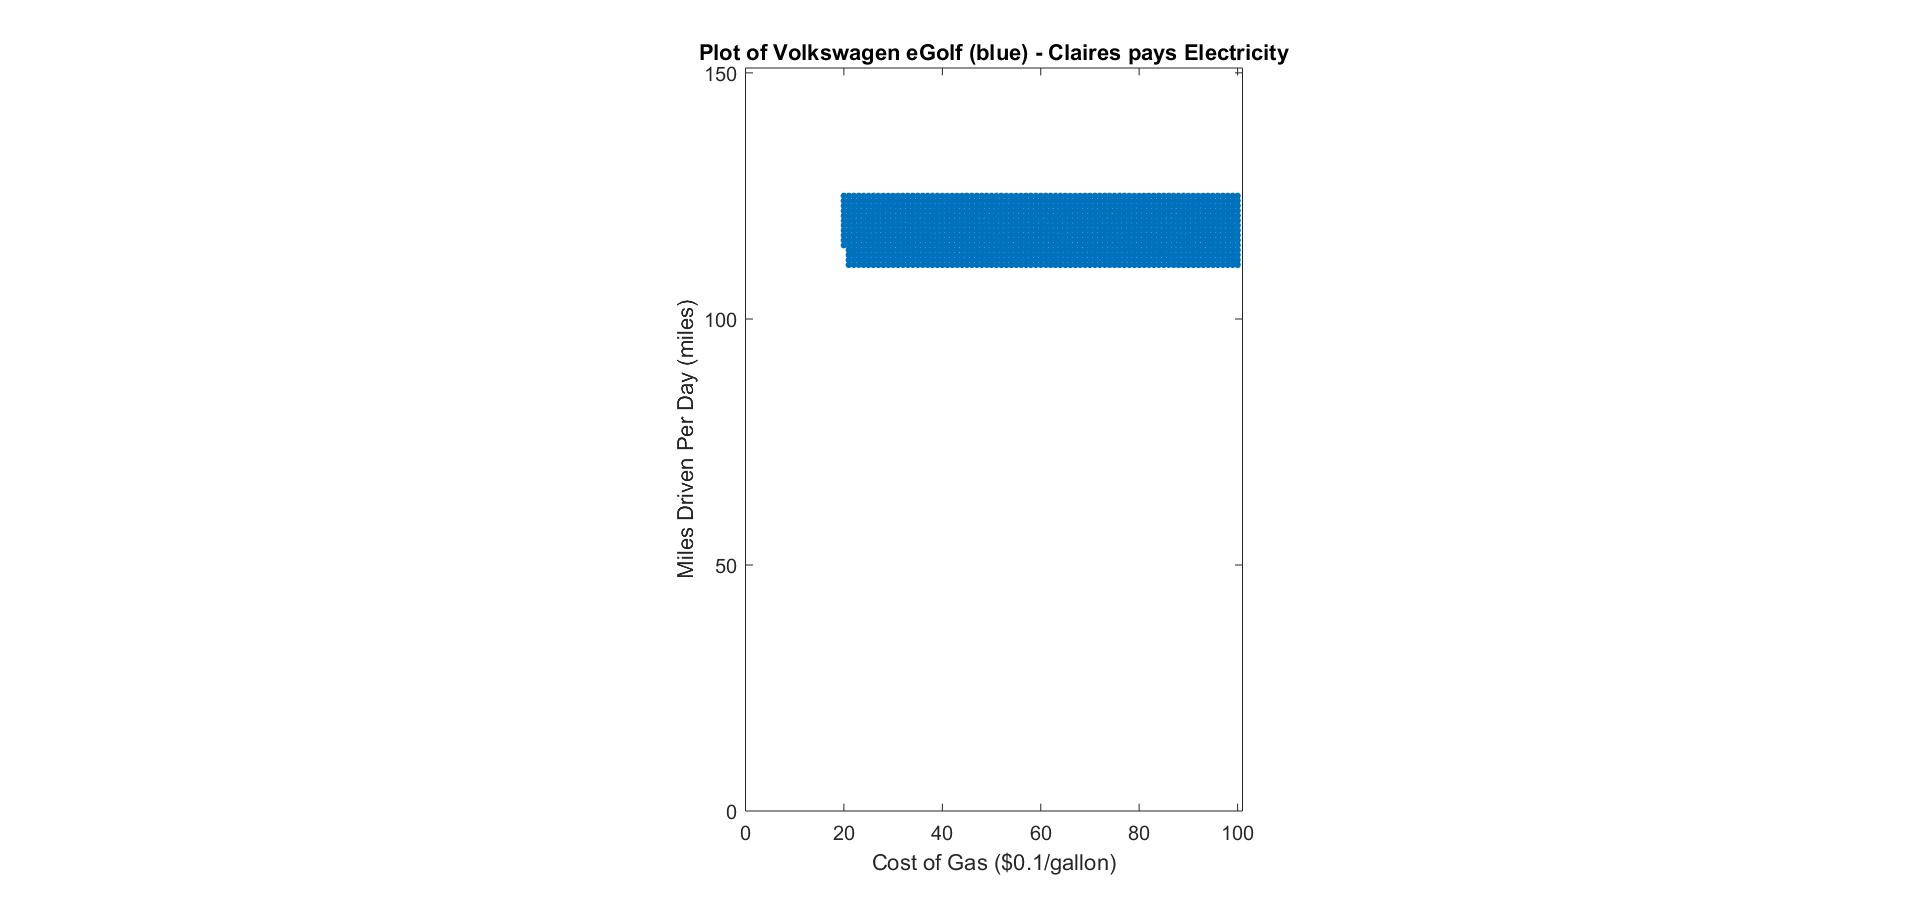 Plot of Volkswagen eGolf (blue) - Claires pays Electricity
150
100
50
0
Miles Driven Per Day (miles)
0 20 40 60 80 100
Cost of Gas ($0.1/gallon)